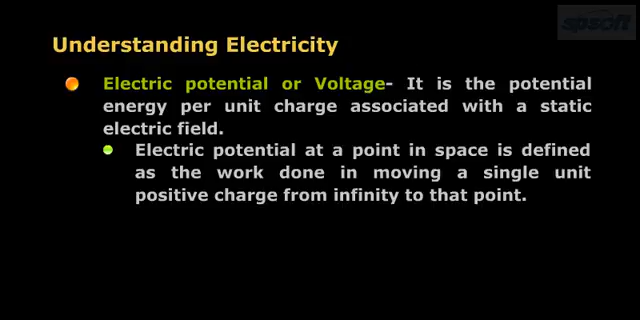 spsoft
Understanding Electricity
Electric potential or Voltage- It is the potential
energy per unit charge associated with a static
electric field.
Electric potential at a point in space is defined
as the work done in moving a single unit
positive charge from infinity to that point.